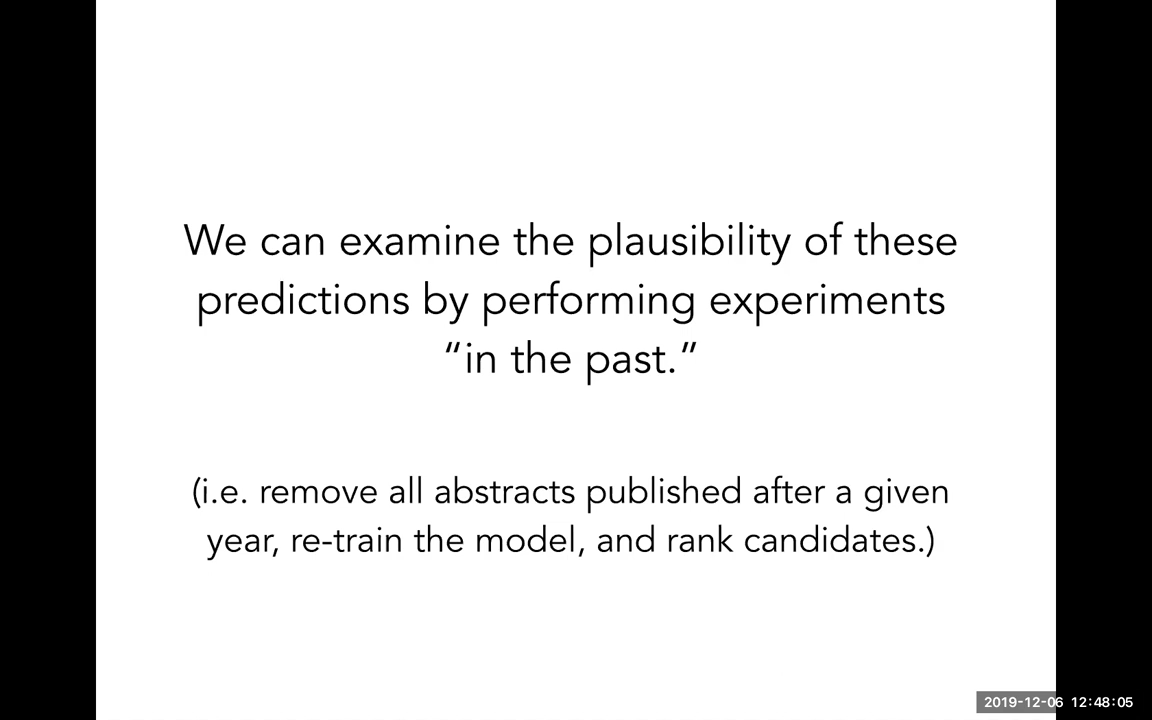 We can examine the plausibility of these
predictions by performing experiments
“in the past.”
(i.e. remove all abstracts published after a given
year, re-train the model, and rank candidates.)
2019-12-06 12:48:05